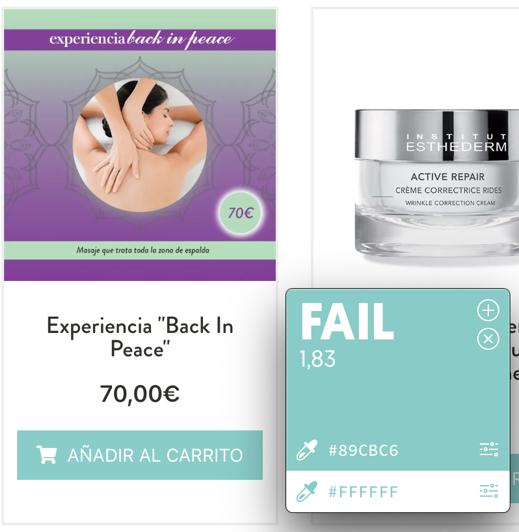 experiencia back in peace
70€
Masaje que trata toda la zona de espalda
Experiencia "Back In
Peace"
70,00€
AÑADIR AL CARRITO
INSTITUT
ESTHEDERM
ACTIVE REPAIR
CRÈME CORRECTRICE RIDES
WRINKLE CORRECTION CREAM
FAIL
1,83
#89CBC6
#FFFFFF